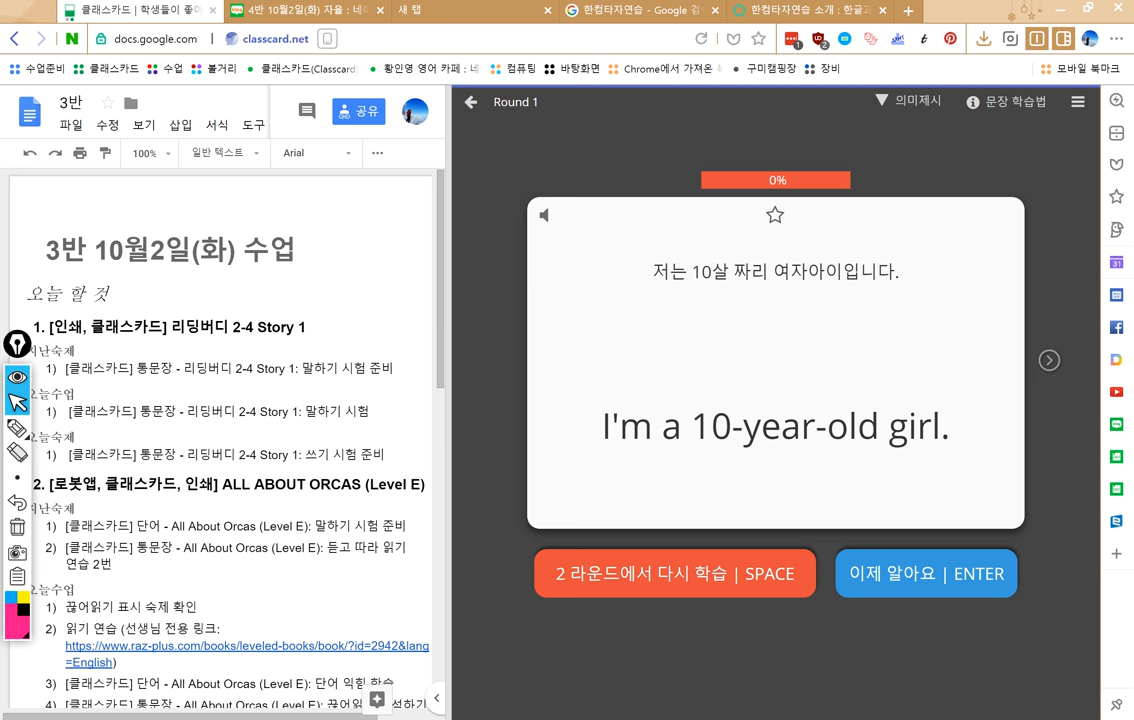 클래스카드 | 학생들이 좋아
4반 10월2일(화) 자율 : 네이
새 탭
한컴타자연습 - Google 검
한컴타자연습 소개 : 한글과
docs.google.com
classcard.net
수업준비
클래스카드
수업
볼거리
클래스카드(Classcard
황인영 영어 카페 : 네
컴퓨팅
바탕화면
Chrome에서 가져온
구미캠핑장
장비
모바일 북마크
3반
파일 수정 보기 삽입 서식 도구
공유
100% 일반 텍스트 Arial
3반 10월2일(화) 수업
오늘 할 것
1. [인쇄, 클래스카드] 리딩버디 2-4 Story 1
지난숙제
1) [클래스카드] 통문장 - 리딩버디 2-4 Story 1: 말하기 시험 준비
오늘수업
1) [클래스카드] 통문장 - 리딩버디 2-4 Story 1: 말하기 시험
오늘숙제
1) [클래스카드] 통문장 - 리딩버디 2-4 Story 1: 쓰기 시험 준비
2. [로봇앱, 클래스카드, 인쇄] ALL ABOUT ORCAS (Level E)
지난숙제
1) [클래스카드] 단어 - All About Orcas (Level E): 말하기 시험 준비
2) [클래스카드] 통문장 - All About Orcas (Level E): 듣고 따라 읽기
연습 2번
오늘수업
1) 끊어읽기 표시 숙제 확인
2) 읽기 연습 (선생님 전용 링크:
https://www.raz-plus.com/books/leveled-books/book/?id=2942&lang
=English)
3) [클래스카드] 단어 - All About Orcas (Level E): 단어 익힘 학습
4) [클래스카드] 통문장 - All About Orcas (Level E): 끊어읽
Round 1
의미제시
문장 학습법
0%
저는 10살 짜리 여자아이입니다.
I'm a 10-year-old girl.
2 라운드에서 다시 학습 | SPACE
이제 알아요 | ENTER